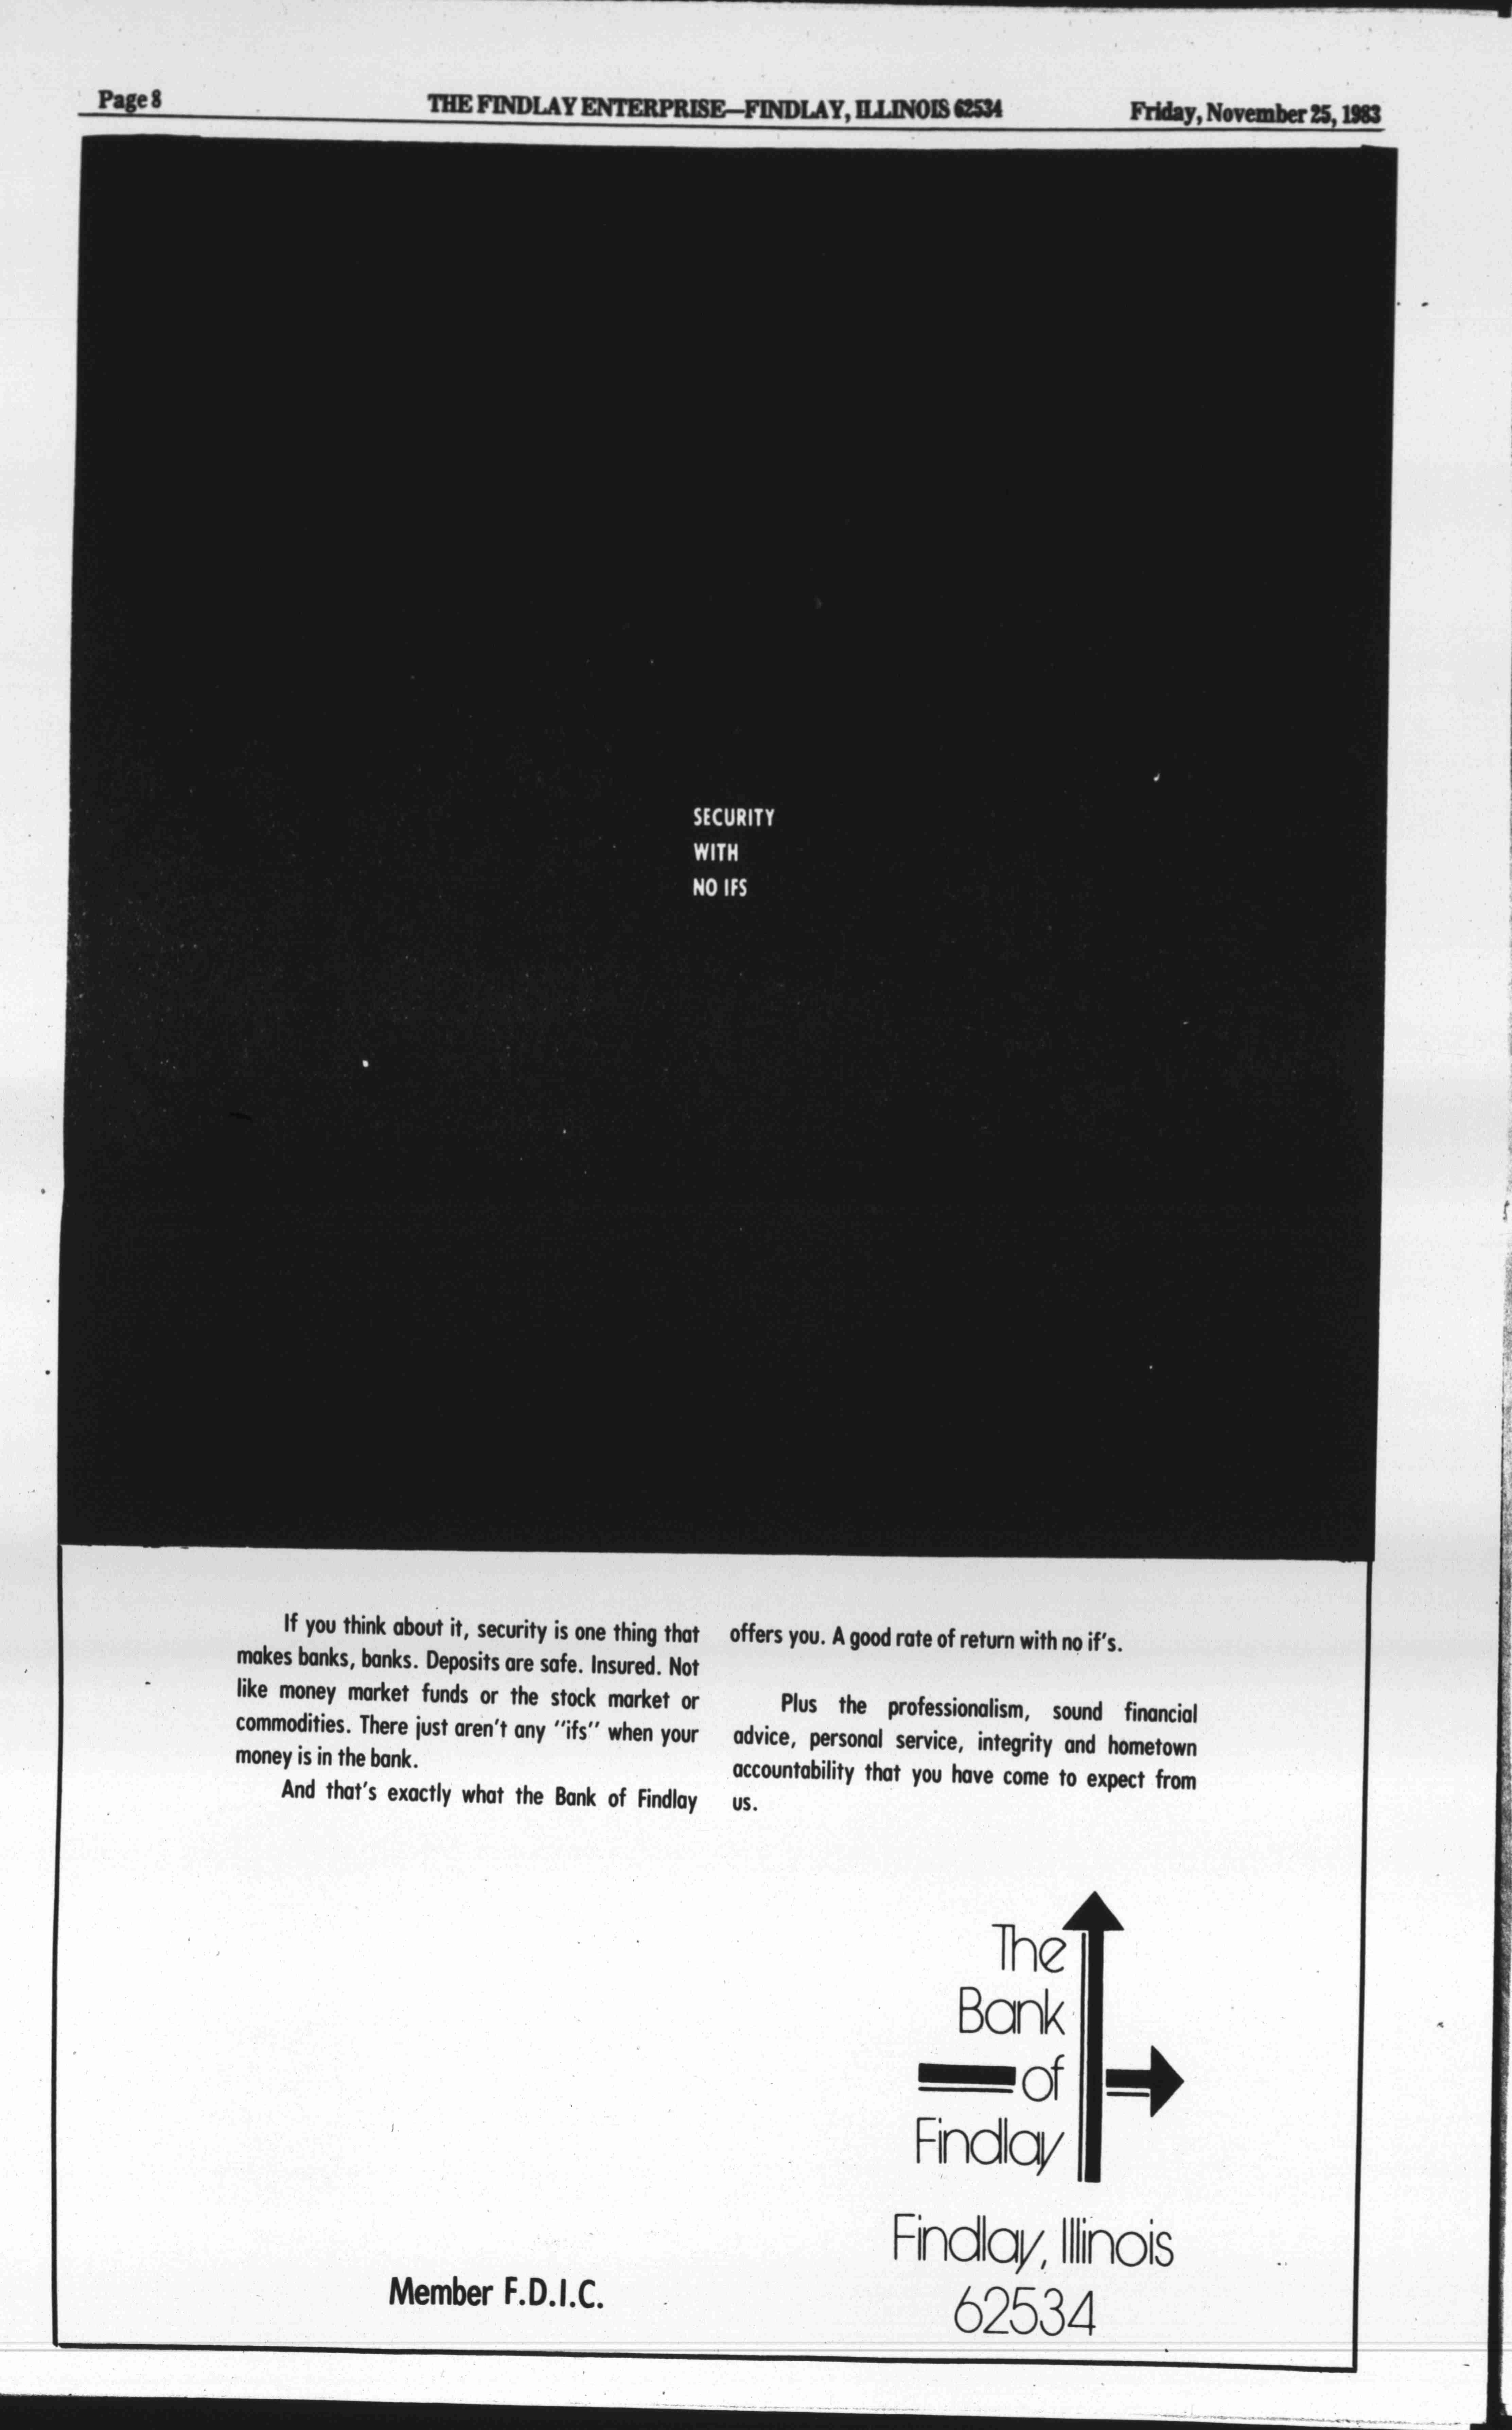 Page 8
THE FINDLAY ENTERPRISE—FINDLAY, ILLINOIS 62534
Friday, November 25, 1983
SECURITY
WITH
NO IFS
If you think about it, security is one thing that
makes banks, banks. Deposits are safe. Insured. Not
like money market funds or the stock market or
commodities. There just aren't any "ifs" when your
money is in the bank.
And that's exactly what the Bank of Findlay
offers you. A good rate of return with no if's.
Plus the professionalism, sound financial
advice, personal service, integrity and hometown
accountability that you have come to expect from
us.
The
Bank
of
Findlay
Findlay, Illinois
62534
Member F.D.I.C.